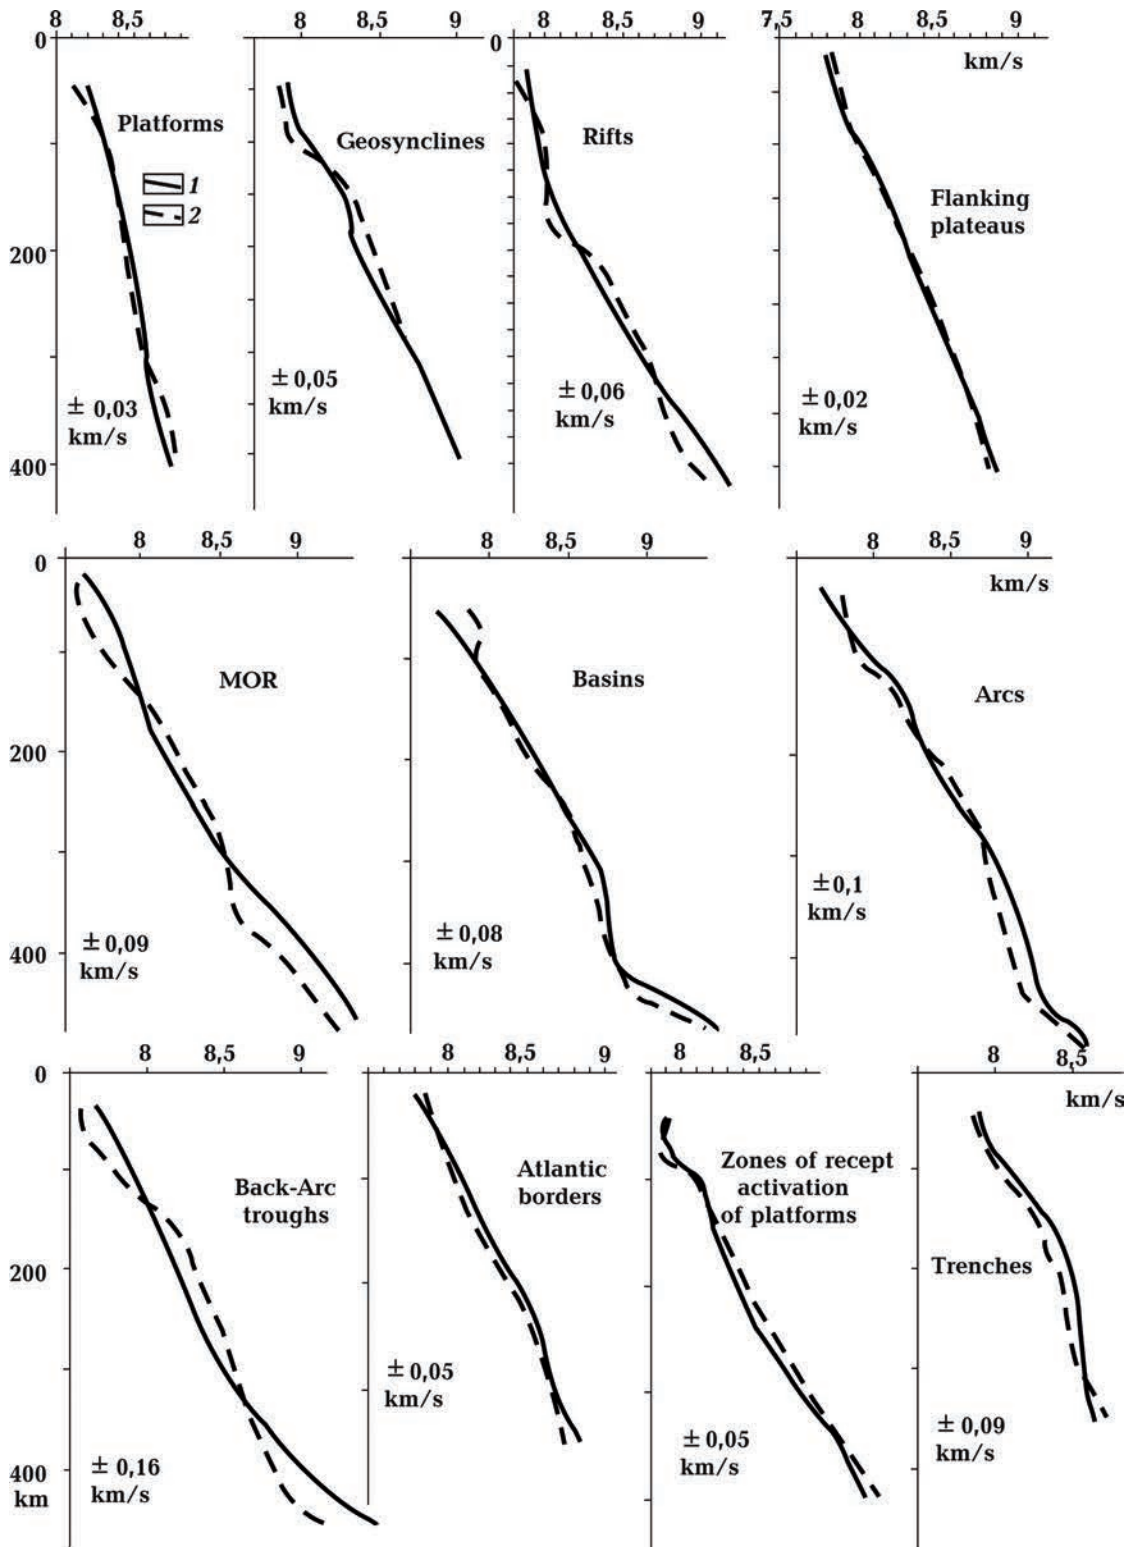 8 8,5
8 8,5 9
8 8,5 9
7,5 8 8,5 9
0
0
km/s
Platforms
1
2
Geosynclines
Rifts
Flanking
plateaus
200
± 0,03
km/s
± 0,05
km/s
± 0,06
km/s
± 0,02
km/s
400
8 8,5 9
8 8,5 9
8 8,5 9
0
km/s
MOR
Basins
Arcs
200
± 0,09
km/s
± 0,08
km/s
± 0,1
km/s
400
8 8,5 9
8 8,5 9
8 8,5
8 8,5
0
km/s
Back-Arc
troughs
Atlantic
borders
Zones of recept
activation
of platforms
Trenches
200
± 0,16
km/s
± 0,05
km/s
± 0,05
km/s
± 0,09
km/s
400
km